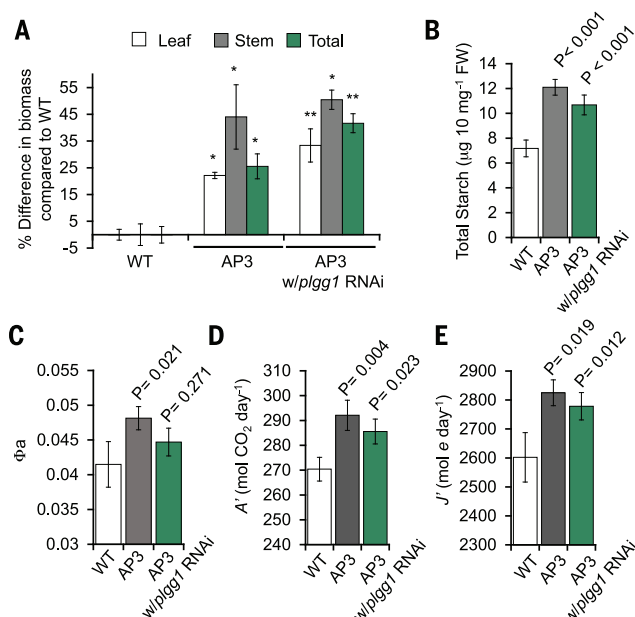 A
Leaf Stem Total
% Difference in biomass
compared to WT
55
45
35
25
15
5
-5
*
*
*
**
*
**
WT
AP3
AP3
w/plgg1 RNAi
B
Total Starch (µg 10 mg⁻¹ FW)
14
12
10
8
6
4
2
0
P< 0.001
P< 0.001
WT
AP3
AP3
w/plgg1 RNAi
C
Φa
0.055
0.05
0.045
0.04
0.035
0.03
P= 0.021
P= 0.271
WT
AP3
AP3
w/plgg1 RNAi
D
A' (mol CO₂ day⁻¹)
310
300
290
280
270
260
250
240
P= 0.004
P= 0.023
WT
AP3
AP3
w/plgg1 RNAi
E
J' (mol e day⁻¹)
2900
2800
2700
2600
2500
2400
2300
P= 0.019
P= 0.012
WT
AP3
AP3
w/plgg1 RNAi